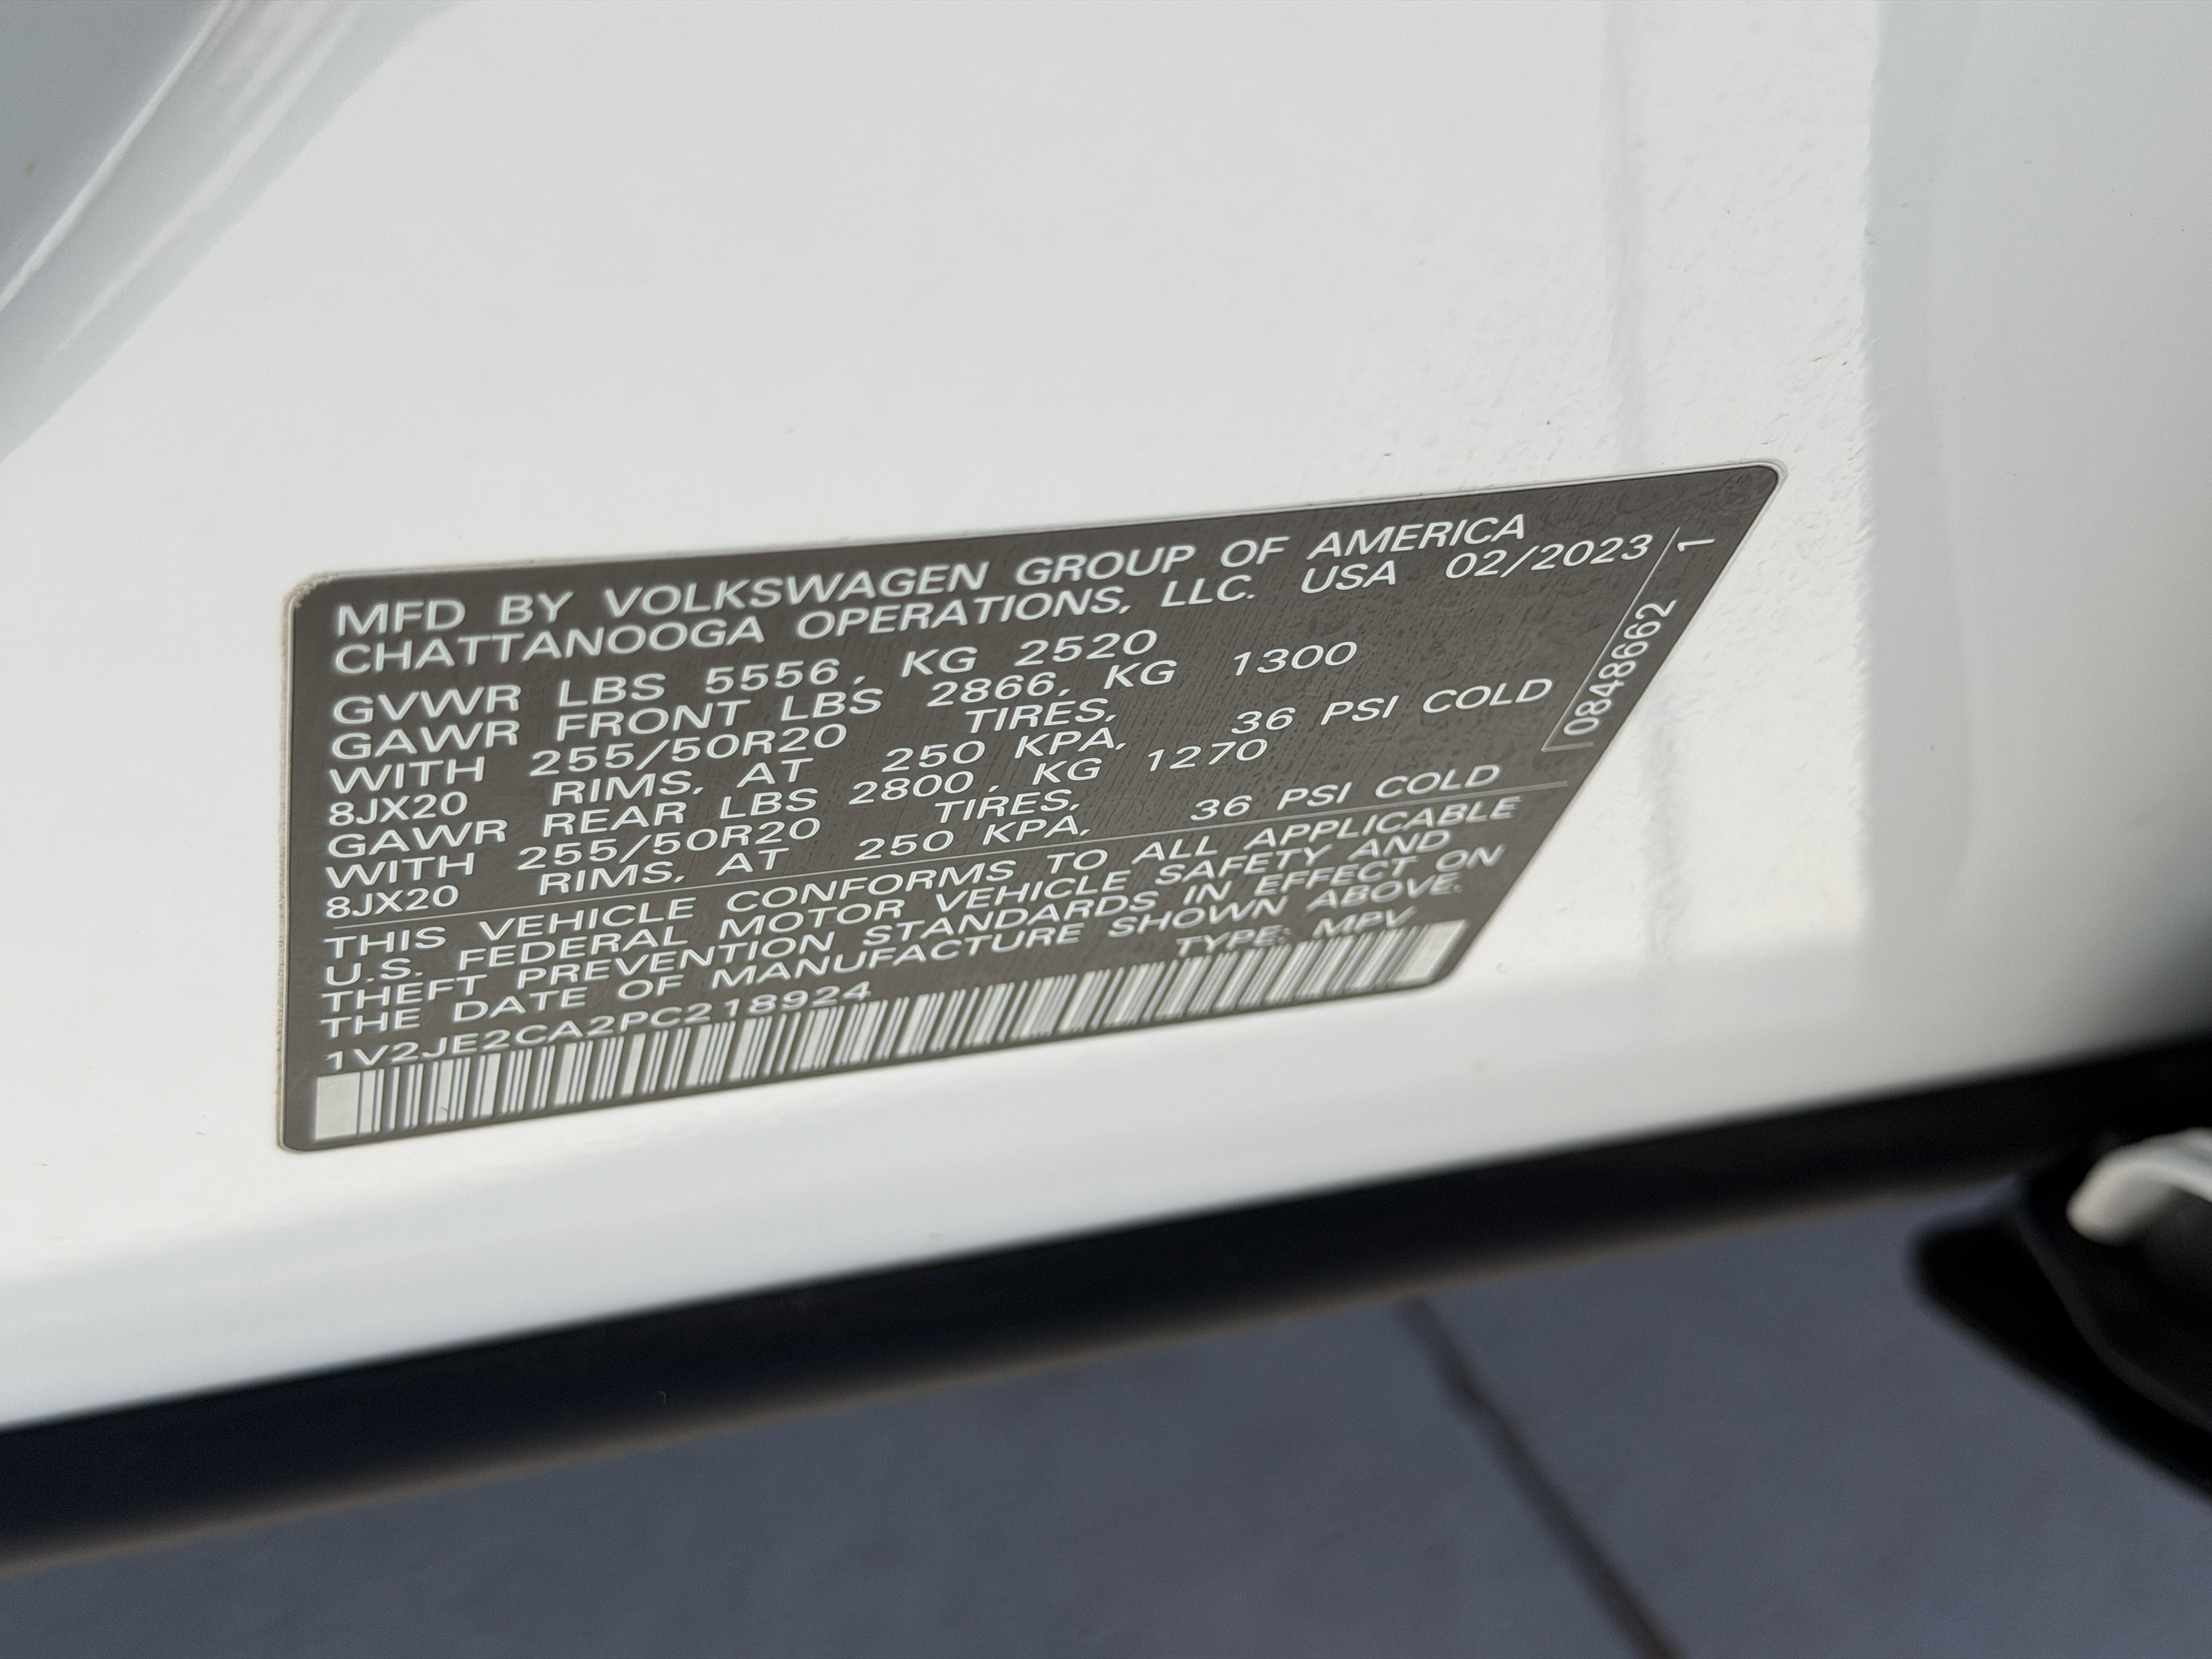 MFD BY VOLKSWAGEN GROUP OF AMERICA
CHATTANOOGA OPERATIONS, LLC. USA 02/2023
GVWR LBS 5556, KG 2520
GAWR FRONT LBS 2866, KG 1300
WITH 255/50R20 TIRES,
8JX20 RIMS, AT 250 KPA, 36 PSI COLD
GAWR REAR LBS 2800, KG 1270
WITH 255/50R20 TIRES,
8JX20 RIMS, AT 250 KPA, 36 PSI COLD
THIS VEHICLE CONFORMS TO ALL APPLICABLE
U.S. FEDERAL MOTOR VEHICLE SAFETY AND
THEFT PREVENTION STANDARDS IN EFFECT ON
THE DATE OF MANUFACTURE SHOWN ABOVE.
1V2JE2CA2PC218924 TYPE: MPV
0848662 1